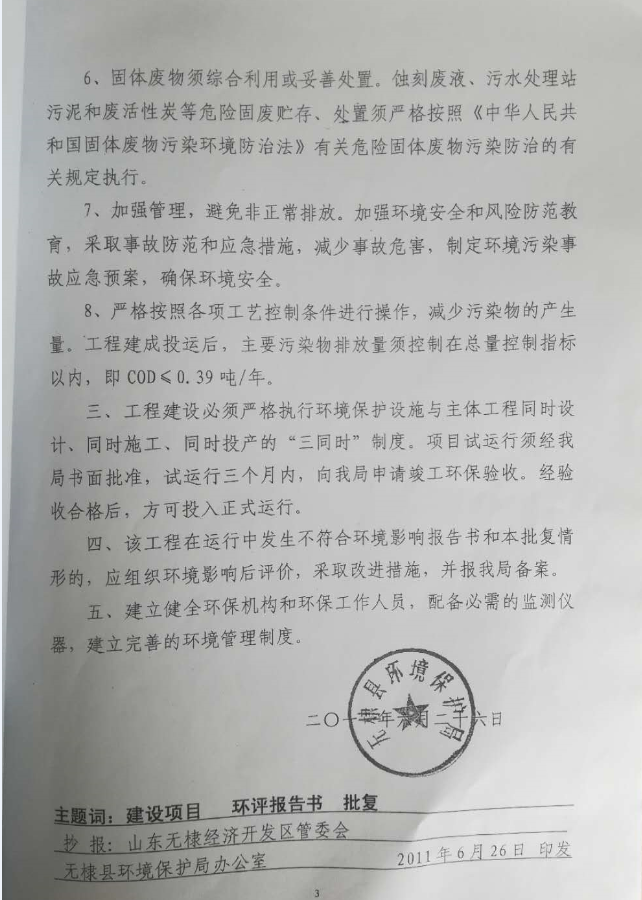 6、固体废物须综合利用或妥善处置。蚀刻废液、污水处理站
污泥和废活性炭等危险固废贮存、处置须严格按照《中华人民共
和国固体废物污染环境防治法》有关危险固体废物污染防治的有
关规定执行。
7、加强管理，避免非正常排放。加强环境安全和风险防范教
育，采取事故防范和应急措施，减少事故危害，制定环境污染事
故应急预案，确保环境安全。
8、严格按照各项工艺控制条件进行操作，减少污染物的产生
量。工程建成投运后，主要污染物排放量须控制在总量控制指标
以内，即 COD≤0.39 吨/年。
三、工程建设必须严格执行环境保护设施与主体工程同时设
计、同时施工、同时投产的“三同时”制度。项目试运行须经我
局书面批准，试运行三个月内，向我局申请竣工环保验收。经验
收合格后，方可投入正式运行。
四、该工程在运行中发生不符合环境影响报告书和本批复情
形的，应组织环境影响后评价，采取改进措施，并报我局备案。
五、建立健全环保机构和环保工作人员，配备必需的监测仪
器，建立完善的环境管理制度。
无棣县环境保护局
二〇一一年六月二十六日
主题词：建设项目 环评报告书 批复
抄 报：山东无棣经济开发区管委会
无棣县环境保护局办公室 2011年6月26日 印发
3